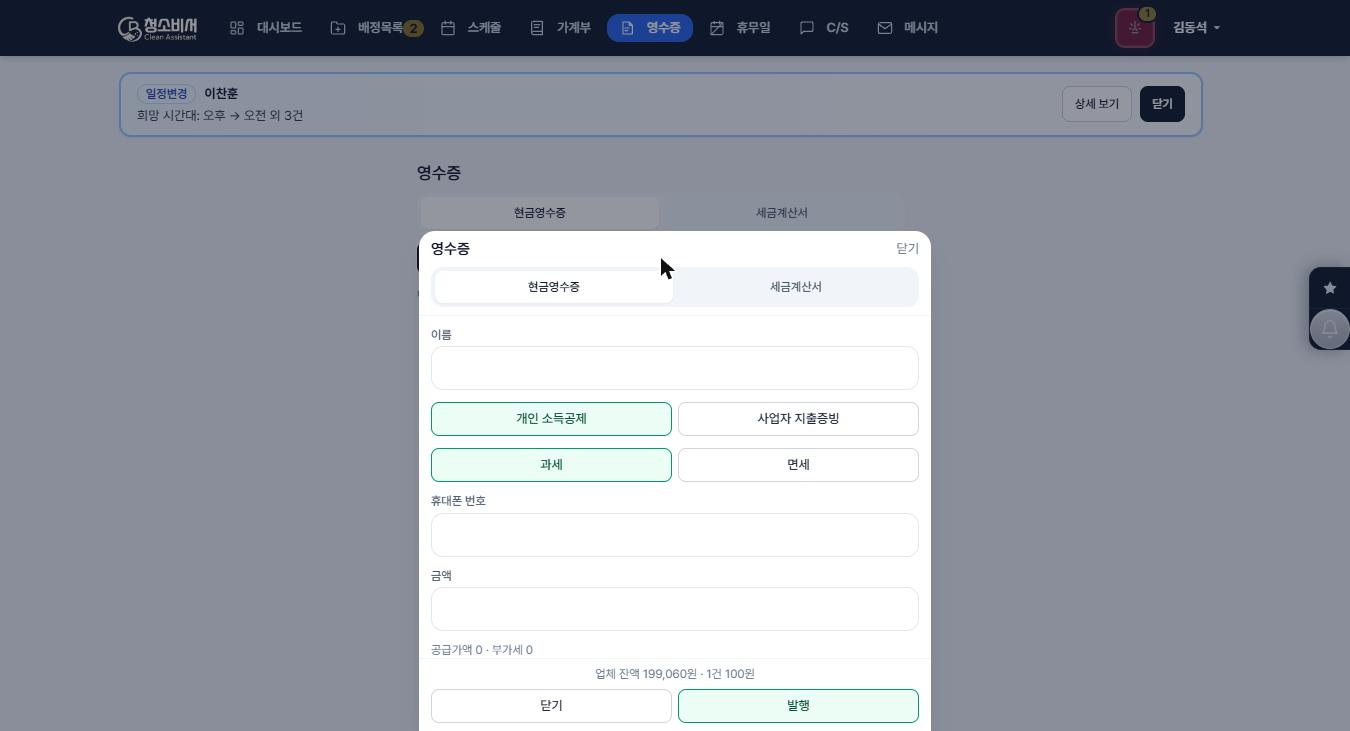 청소비서
Clean Assistant
대시보드
배정목록 2
스케줄
가계부
영수증
휴무일
C/S
메시지
1
김동석
일정변경 이찬훈
희망 시간대: 오후 → 오전 외 3건
상세 보기
닫기
영수증
현금영수증
세금계산서
영수증
닫기
현금영수증
세금계산서
이름
개인 소득공제
사업자 지출증빙
과세
면세
휴대폰 번호
금액
공급가액 0 · 부가세 0
업체 잔액 199,060원 · 1건 100원
닫기
발행